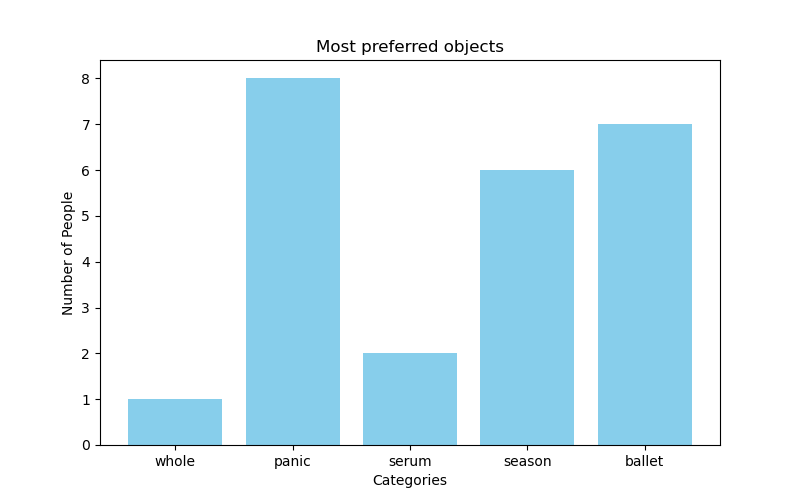 Most preferred objects
Number of People
8
7
6
5
4
3
2
1
0
whole panic serum season ballet
Categories